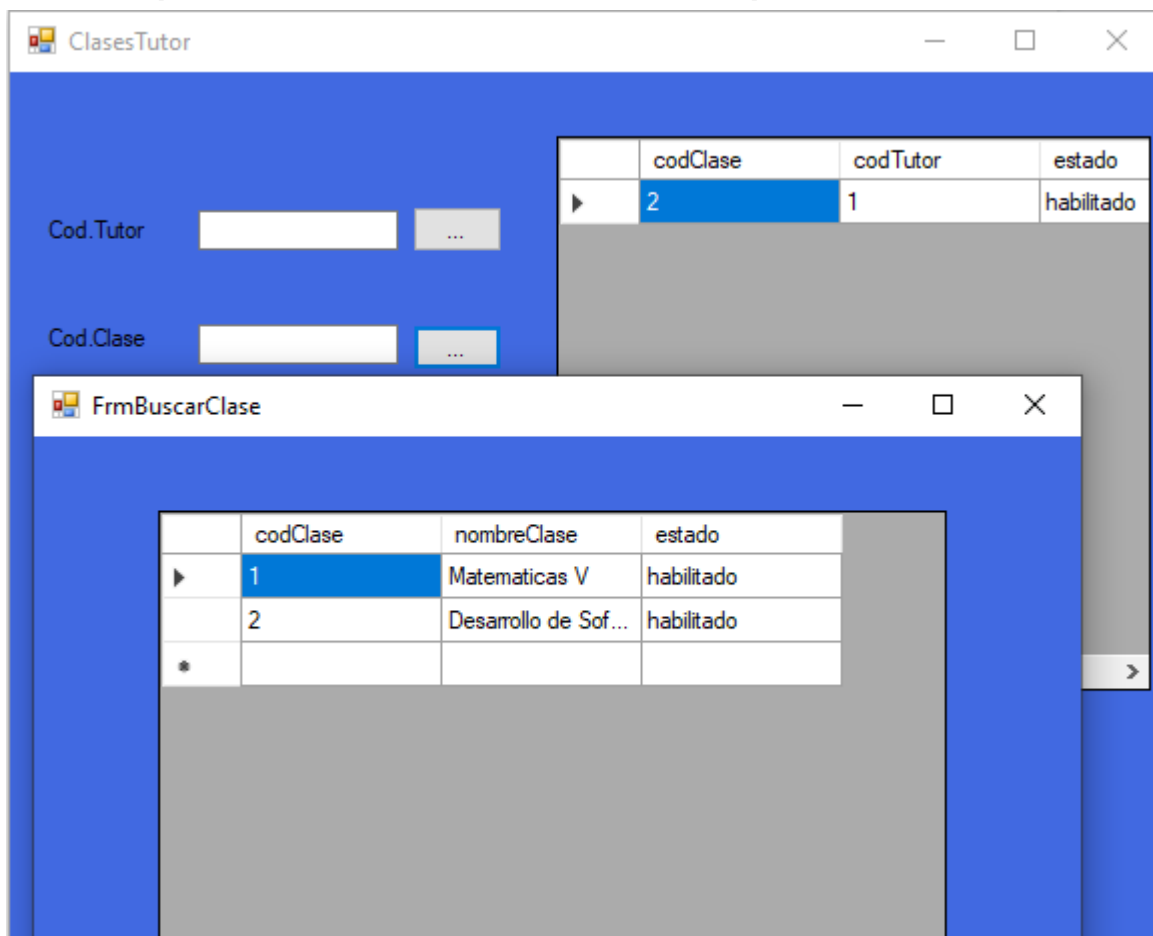 ClasesTutor
codClase codTutor estado
2 1 habilitado
Cod.Tutor ...
Cod.Clase ...
FrmBuscarClase
codClase nombreClase estado
1 Matematicas V habilitado
2 Desarrollo de Sof... habilitado